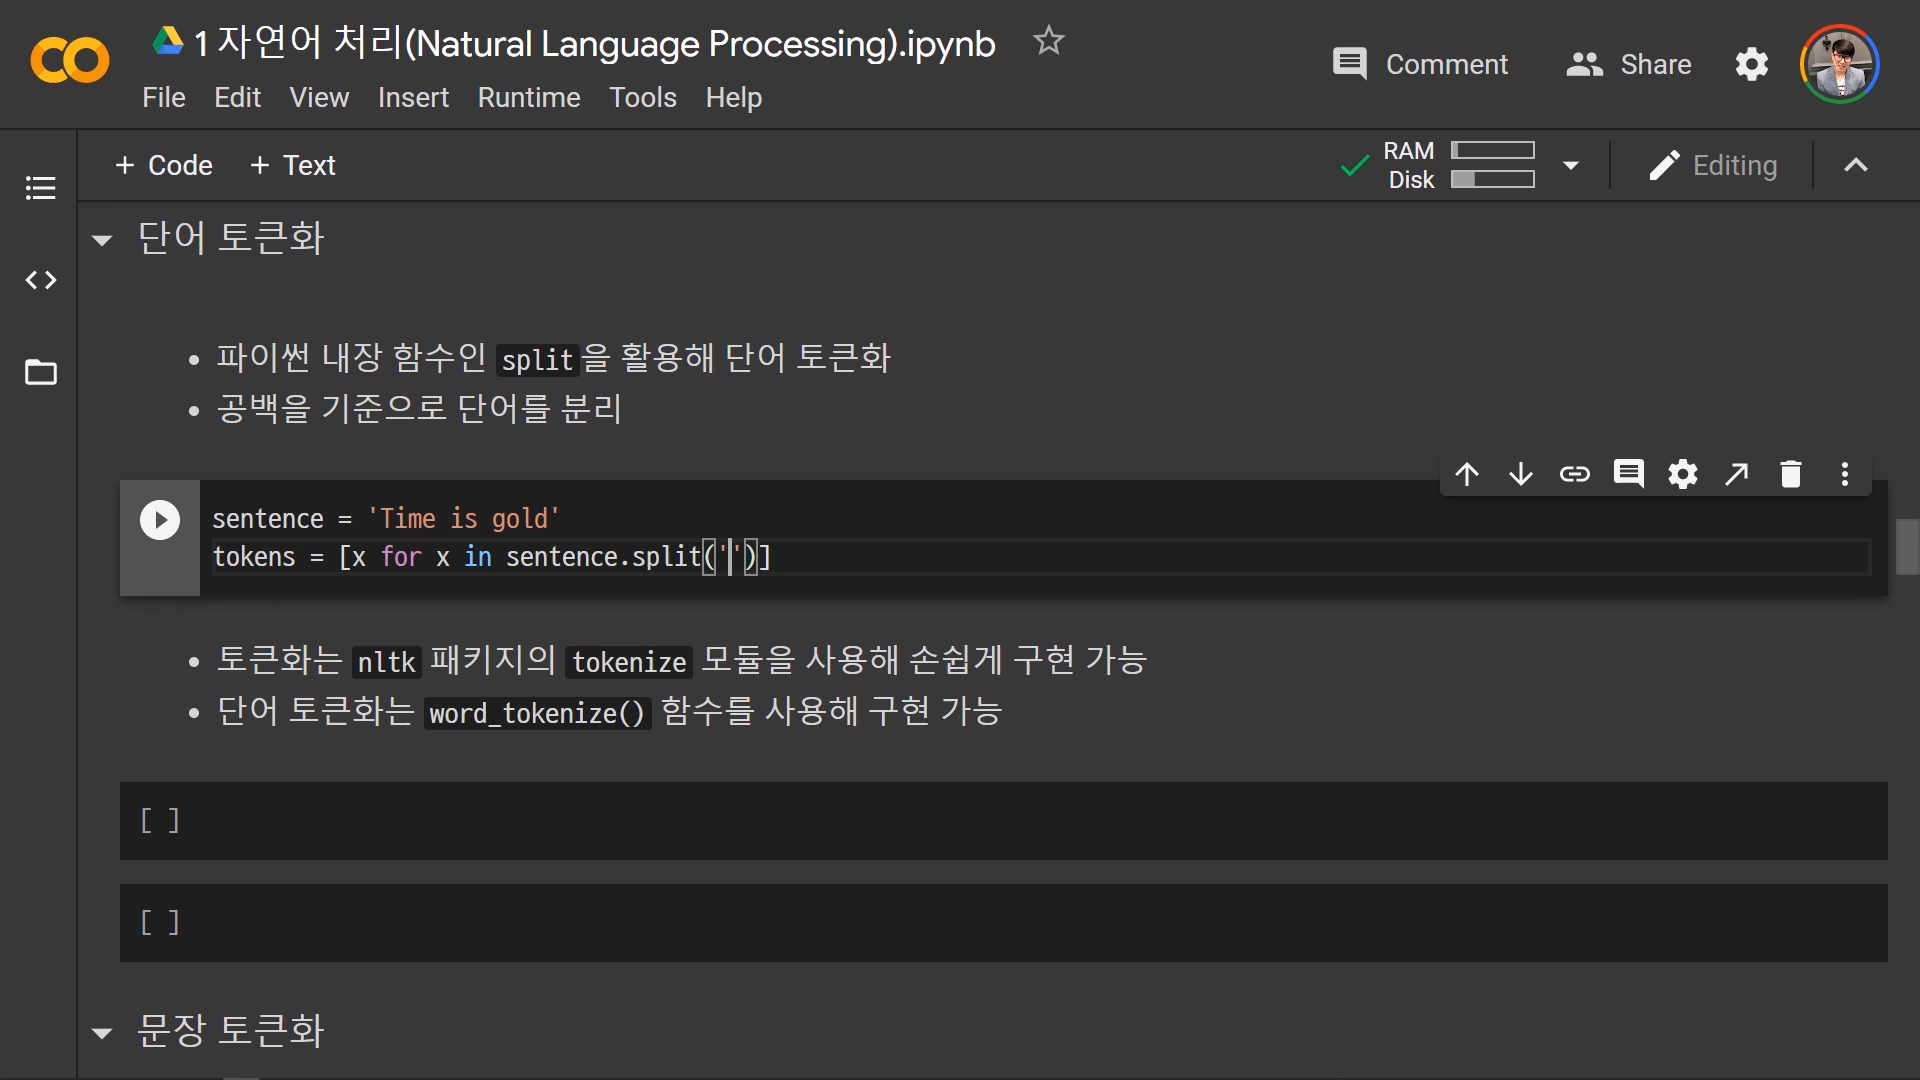 1 자연어 처리(Natural Language Processing).ipynb
Comment
Share
File Edit View Insert Runtime Tools Help
+ Code + Text
RAM
Disk
Editing
단어 토큰화
• 파이썬 내장 함수인 split을 활용해 단어 토큰화
• 공백을 기준으로 단어를 분리
sentence = 'Time is gold'
tokens = [x for x in sentence.split('')]
• 토큰화는 nltk 패키지의 tokenize 모듈을 사용해 손쉽게 구현 가능
• 단어 토큰화는 word_tokenize() 함수를 사용해 구현 가능
[ ]
[ ]
문장 토큰화